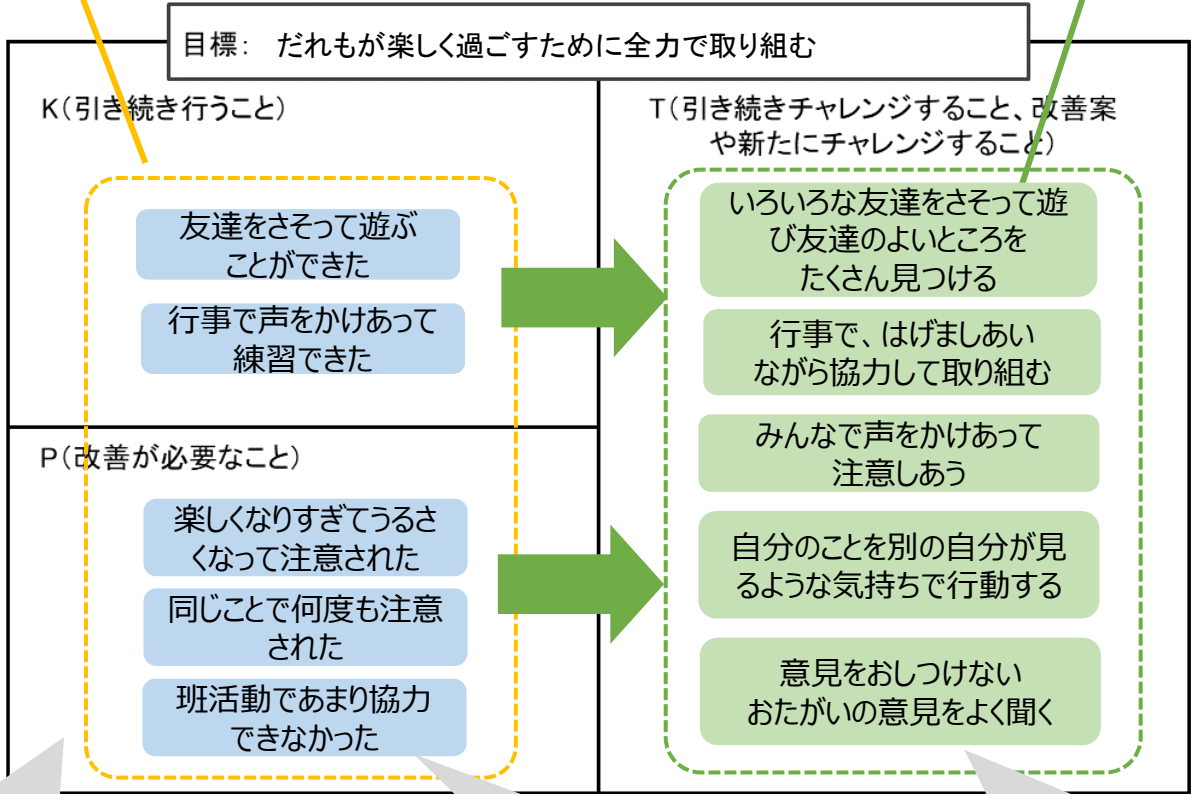 目標： だれもが楽しく過ごすために全力で取り組む
K（引き続き行うこと）
友達をさそって遊ぶ
ことができた
行事で声をかけあって
練習できた
P（改善が必要なこと）
楽しくなりすぎてうるさ
くなって注意された
同じことで何度も注意
された
班活動であまり協力
できなかった
T（引き続きチャレンジすること、改善案
や新たにチャレンジすること）
いろいろな友達をさそって遊
び友達のよいところを
たくさん見つける
行事で、はげましあい
ながら協力して取り組む
みんなで声をかけあって
注意しあう
自分のことを別の自分が見
るような気持ちで行動する
意見をおしつけない
おたがいの意見をよく聞く